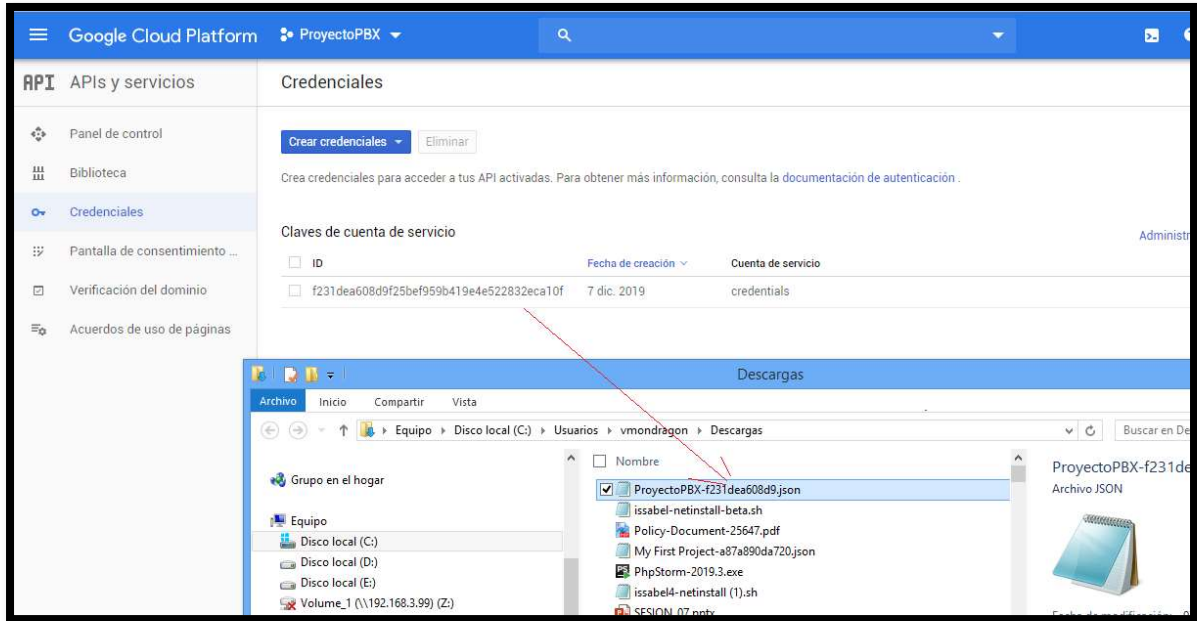 Google Cloud Platform ProyectoPBX
API APIs y servicios
Credenciales
Panel de control
Biblioteca
Credenciales
Pantalla de consentimiento ...
Verificación del dominio
Acuerdos de uso de páginas
Crear credenciales Eliminar
Crea credenciales para acceder a tus API activadas. Para obtener más información, consulta la documentación de autenticación .
Claves de cuenta de servicio
Administr
ID Fecha de creación Cuenta de servicio
f231dea608d9f25bef959b419e4e522832eca10f 7 dic. 2019 credentials
Descargas
Archivo Inicio Compartir Vista
Equipo Disco local (C:) Usuarios vmondragon Descargas
Buscar en De
Grupo en el hogar
Equipo
Disco local (C:)
Disco local (D:)
Disco local (E:)
Volume_1 (\\192.168.3.99) (Z:)
Nombre
ProyectoPBX-f231dea608d9.json
issabel-netinstall-beta.sh
Policy-Document-25647.pdf
My First Project-a87a890da720.json
PhpStorm-2019.3.exe
issabel4-netinstall (1).sh
SESION_07.pptx
ProyectoPBX-f231de
Archivo JSON